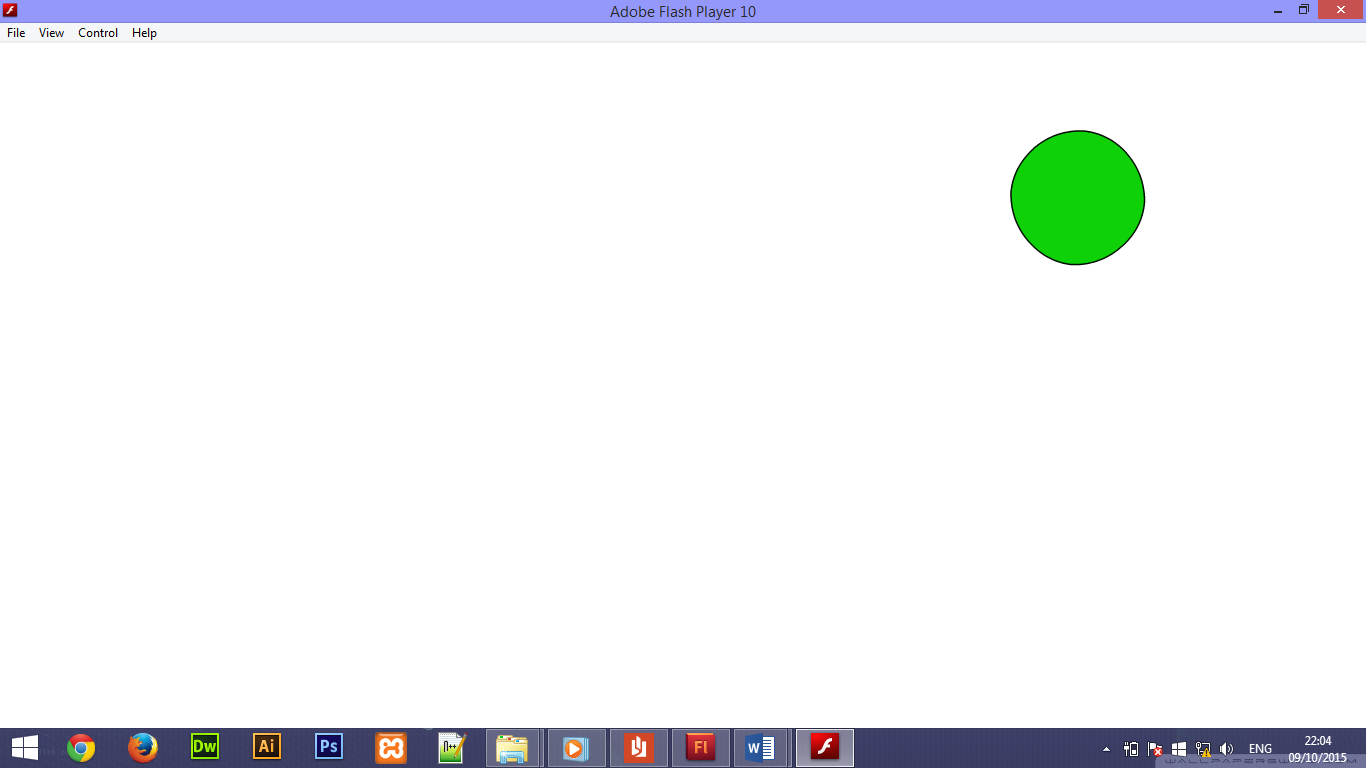 Adobe Flash Player 10
File View Control Help
Dw Ai Ps n++ Fl W ENG 22:04
09/10/2015